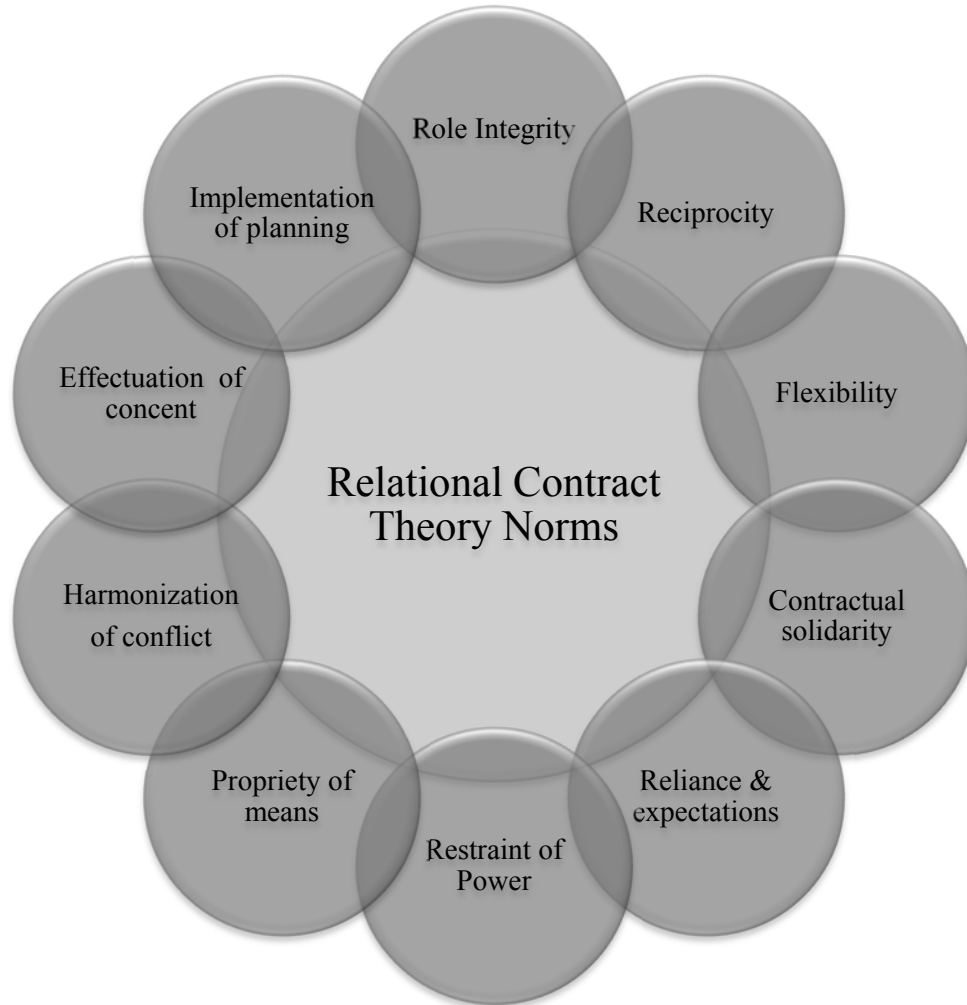 Role Integrity
Reciprocity
Flexibility
Contractual
solidarity
Reliance &
expectations
Restraint of
Power
Propriety of
means
Harmonization
of conflict
Effectuation of
concent
Implementation
of planning
Relational Contract
Theory Norms